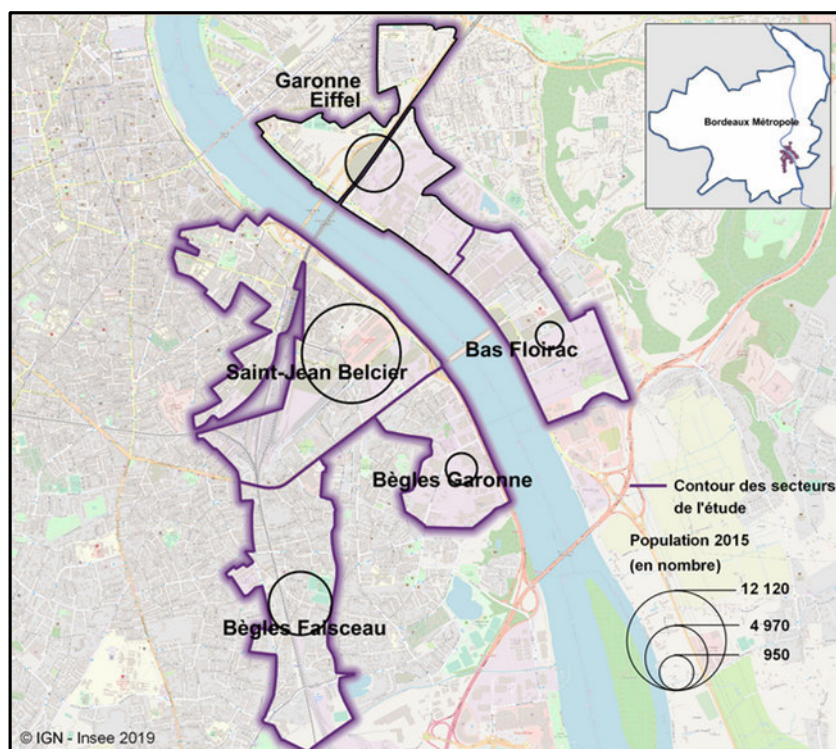 Garonne
Eiffel
Bordeaux Métropole
Saint-Jean Belcier
Bas Floirac
Bègles Garonne
Bègles Faisceau
Contour des secteurs
de l'étude
Population 2015
(en nombre)
12 120
4 970
950
© IGN - Insee 2019